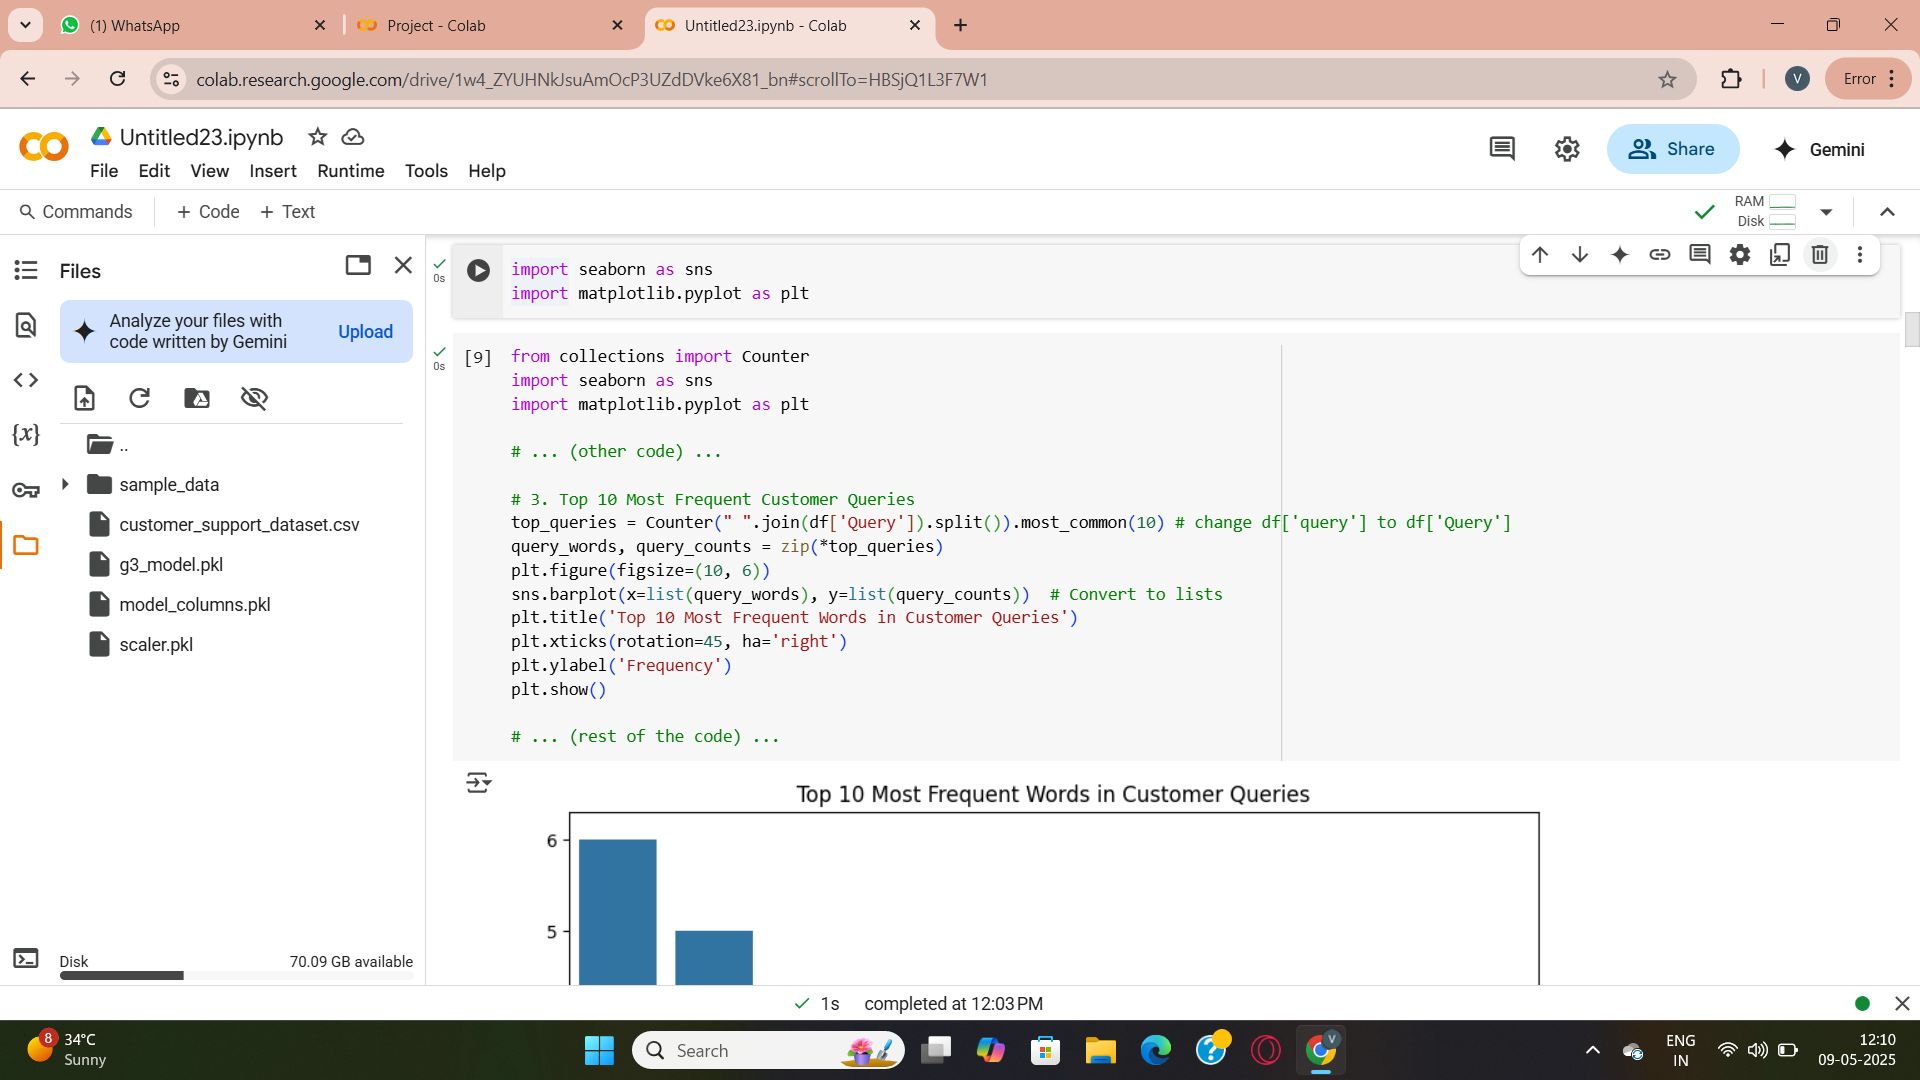 (1) WhatsApp
Project - Colab
Untitled23.ipynb - Colab
colab.research.google.com/drive/1w4_ZYUHNkJsuAmOcP3UZdDVke6X81_bn#scrollTo=HBSjQ1L3F7W1
V
Error
Untitled23.ipynb
File Edit View Insert Runtime Tools Help
Share
Gemini
Commands
+ Code + Text
RAM
Disk
Files
Analyze your files with
code written by Gemini
Upload
..
sample_data
customer_support_dataset.csv
g3_model.pkl
model_columns.pkl
scaler.pkl
Disk
70.09 GB available
0s
import seaborn as sns
import matplotlib.pyplot as plt
0s
[9]
from collections import Counter
import seaborn as sns
import matplotlib.pyplot as plt
# ... (other code) ...
# 3. Top 10 Most Frequent Customer Queries
top_queries = Counter(" ".join(df['Query']).split()).most_common(10) # change df['query'] to df['Query']
query_words, query_counts = zip(*top_queries)
plt.figure(figsize=(10, 6))
sns.barplot(x=list(query_words), y=list(query_counts))  # Convert to lists
plt.title('Top 10 Most Frequent Words in Customer Queries')
plt.xticks(rotation=45, ha='right')
plt.ylabel('Frequency')
plt.show()
# ... (rest of the code) ...
Top 10 Most Frequent Words in Customer Queries
6
5
1s completed at 12:03 PM
8
34°C
Sunny
Search
V
ENG
IN
12:10
09-05-2025